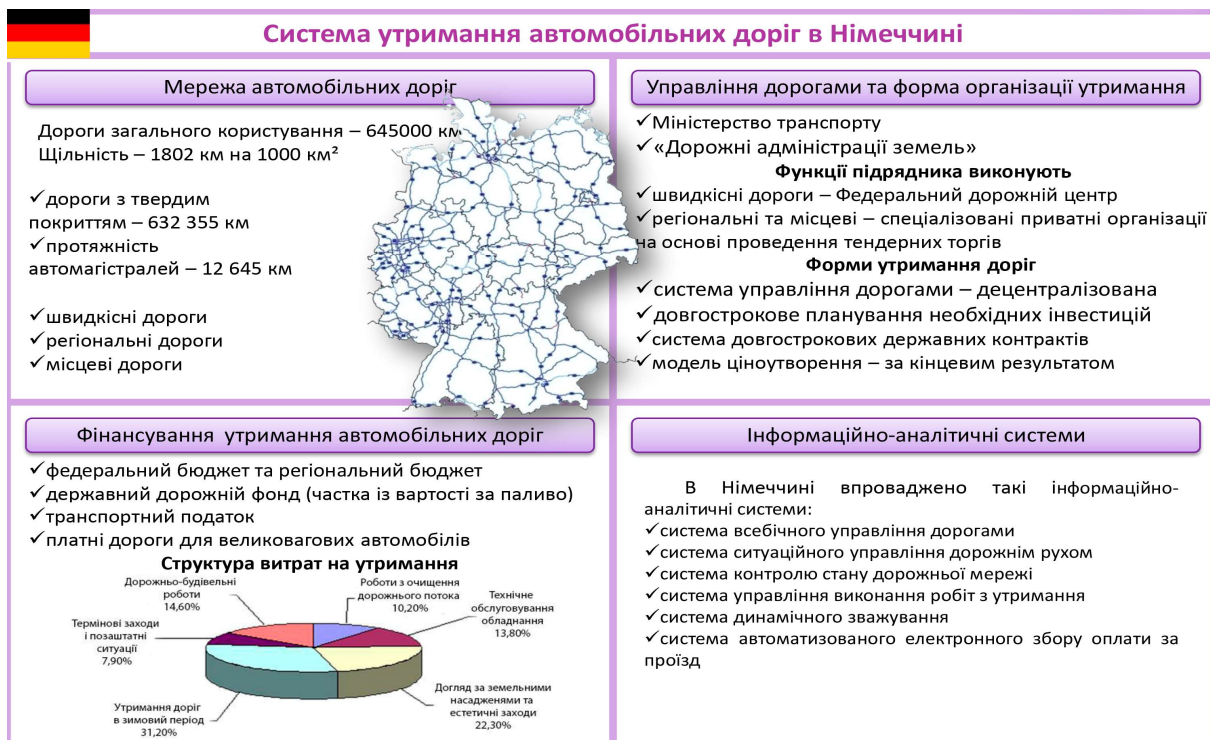 Система утримання автомобільних доріг в Німеччині
Мережа автомобільних доріг
Дороги загального користування – 645000 км
Щільність – 1802 км на 1000 км²
✓дороги з твердим
покриттям – 632 355 км
✓протяжність
автомагістралей – 12 645 км
✓швидкісні дороги
✓регіональні дороги
✓місцеві дороги
Управління дорогами та форма організації утримання
✓Міністерство транспорту
✓«Дорожні адміністрації земель»
Функції підрядника виконують
✓швидкісні дороги – Федеральний дорожній центр
✓регіональні та місцеві – спеціалізовані приватні організації
на основі проведення тендерних торгів
Форми утримання доріг
✓система управління дорогами – децентралізована
✓довгострокове планування необхідних інвестицій
✓система довгострокових державних контрактів
✓модель ціноутворення – за кінцевим результатом
Фінансування утримання автомобільних доріг
✓федеральний бюджет та регіональний бюджет
✓державний дорожній фонд (частка із вартості за паливо)
✓транспортний податок
✓платні дороги для великовагових автомобілів
Структура витрат на утримання
Дорожньо-будівельні
роботи
14,60%
Роботи з очищення
дорожнього потока
10,20%
Технічне
обслуговування
обладнання
13,80%
Термінові заходи
і позаштатні
ситуації
7,90%
Догляд за земельними
насадженями та
естетичні заходи
22,30%
Утримання доріг
в зимовий період
31,20%
Інформаційно-аналітичні системи
В Німеччині впроваджено такі інформаційно-
аналітичні системи:
✓система всебічного управління дорогами
✓система ситуаційного управління дорожнім рухом
✓система контролю стану дорожньої мережі
✓система управління виконання робіт з утримання
✓система динамічного зважування
✓система автоматизованого електронного збору оплати за
проїзд